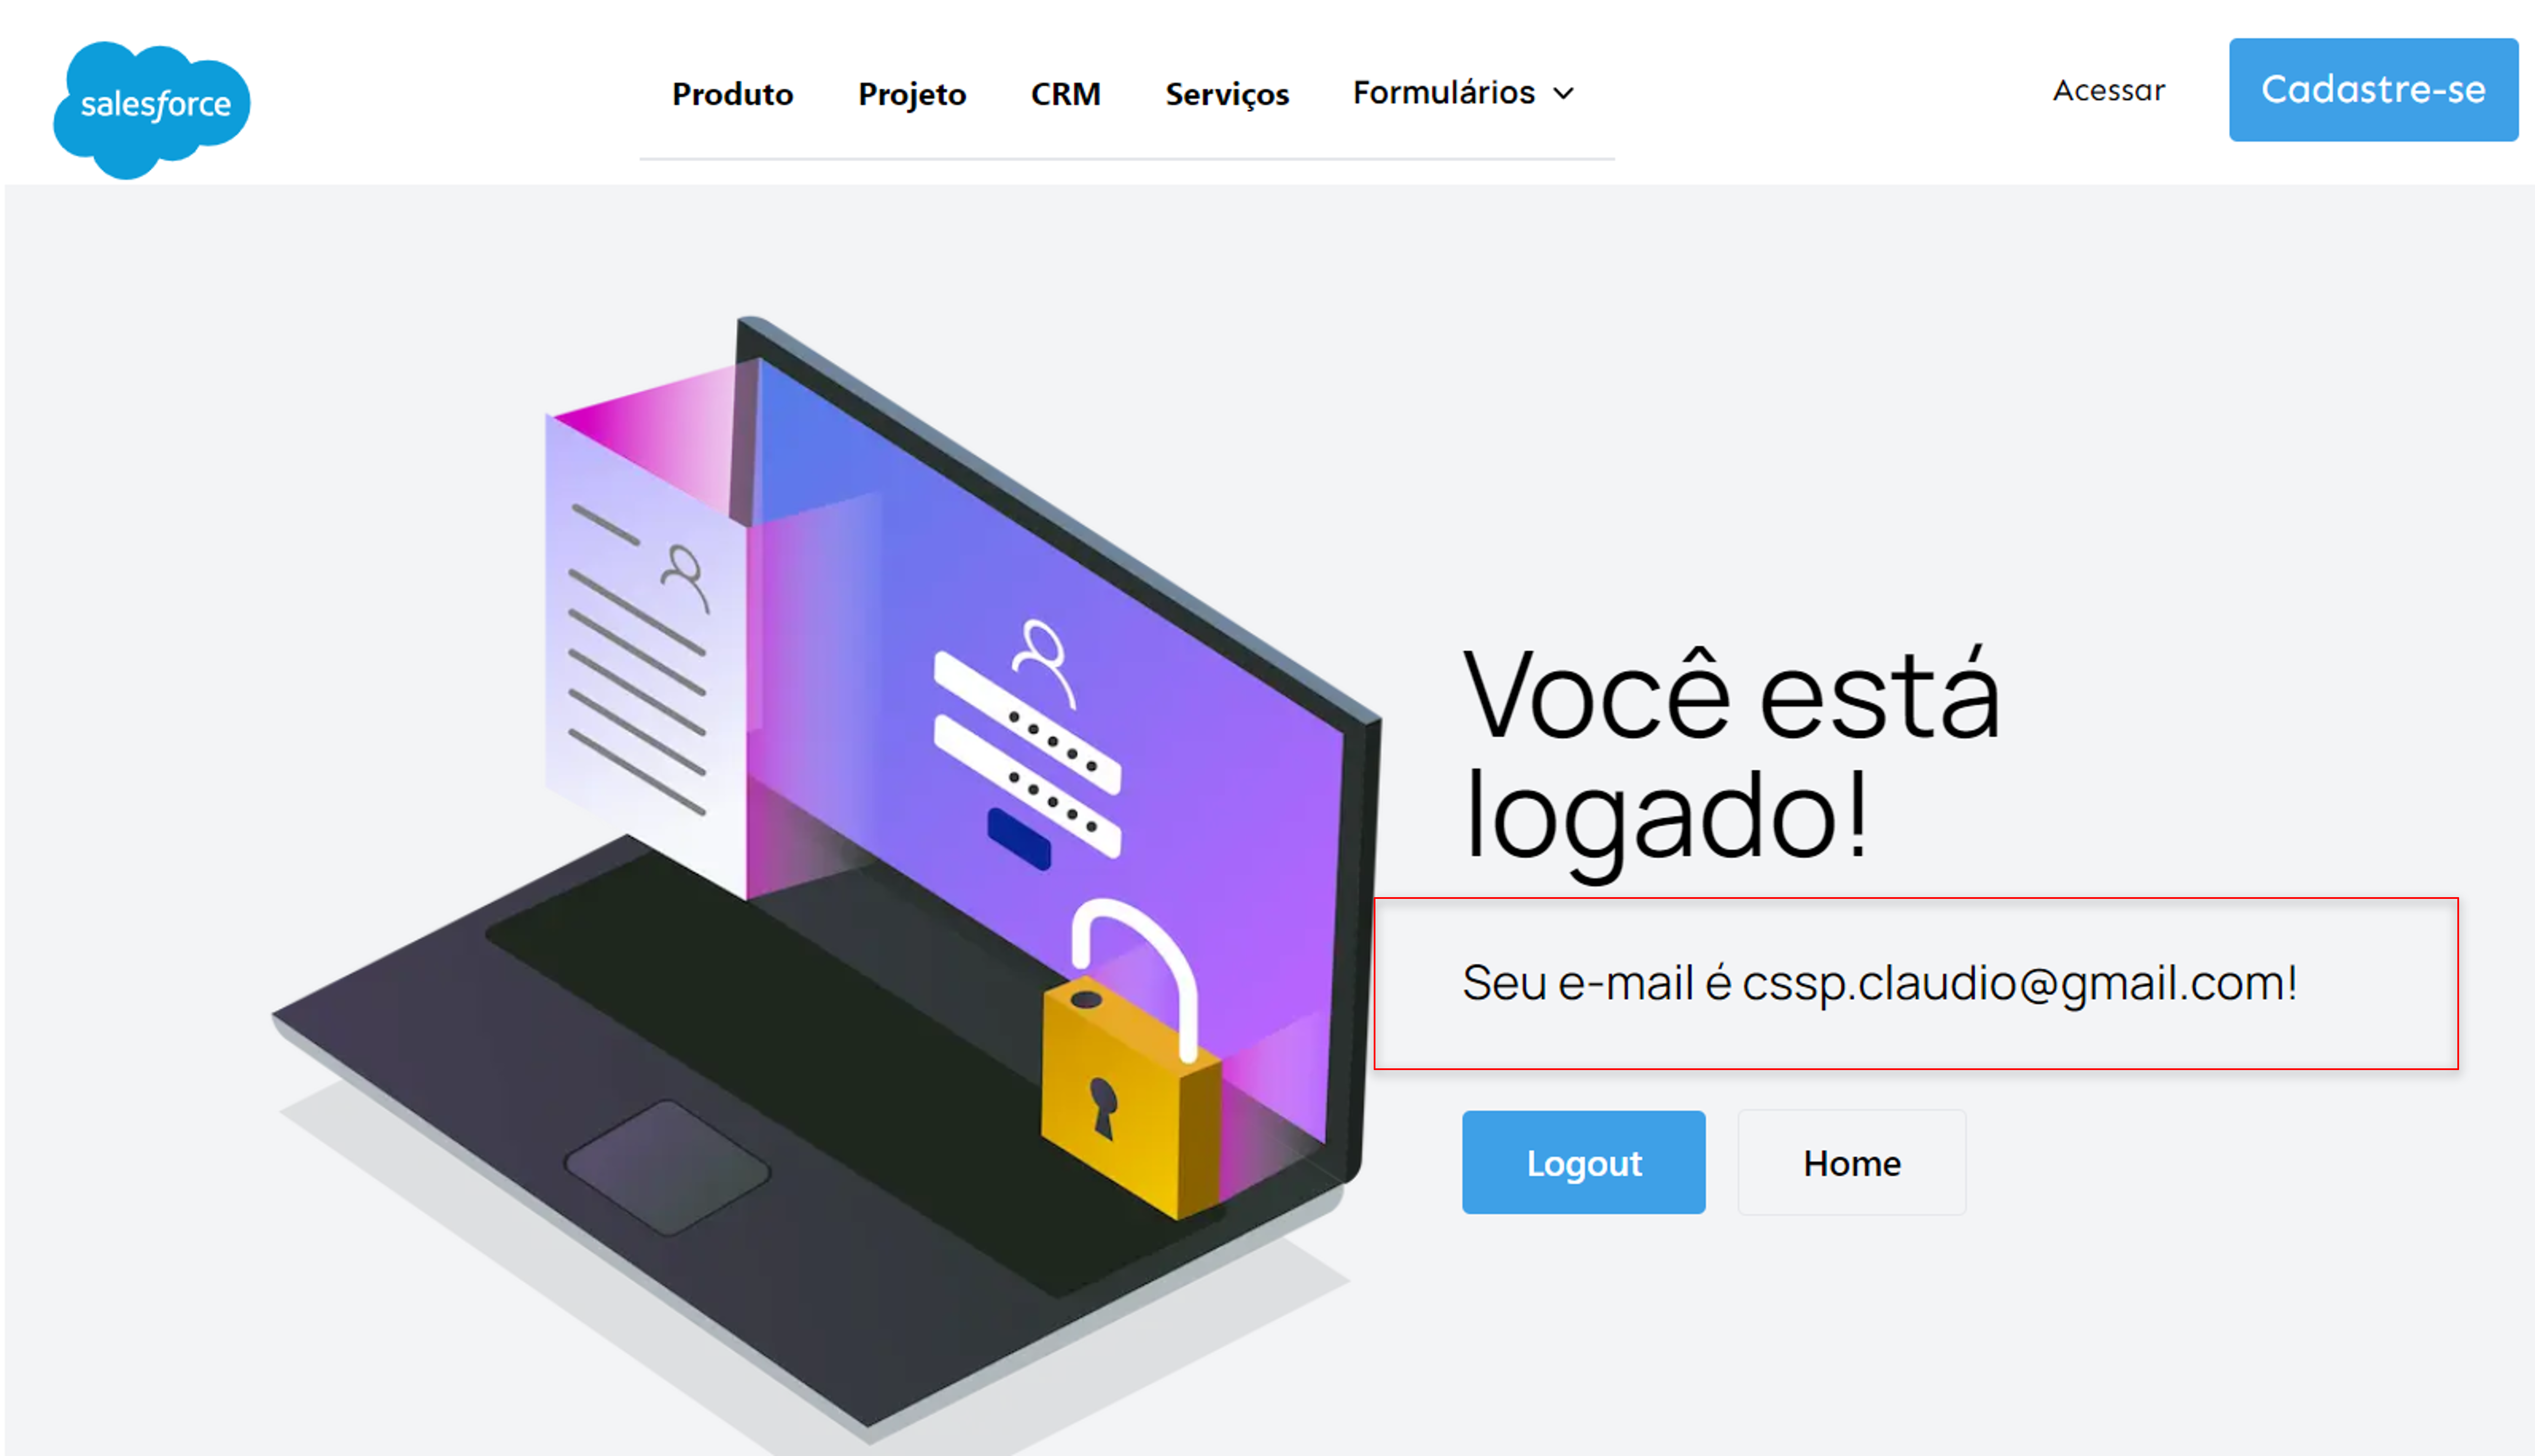 salesforce
Produto Projeto CRM Serviços Formulários
Acessar
Cadastre-se
Você está
logado!
Seu e-mail é cssp.claudio@gmail.com!
Logout Home